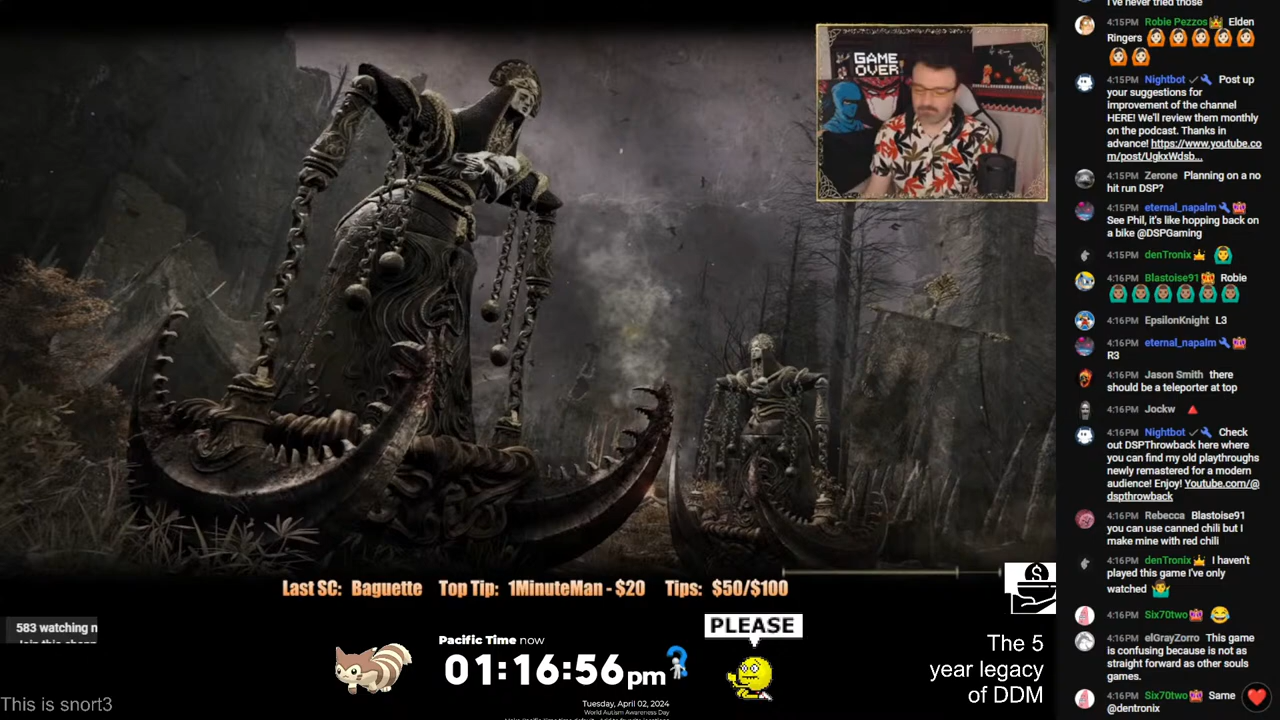 GAME
OVER
Last SC: Baguette Top Tip: 1MinuteMan - $20 Tips: $50/$100
583 watching n
Pacific Time now
01:16:56pm
Tuesday, April 02, 2024
World Autism Awareness Day
PLEASE
The 5
year legacy
of DDM
This is snort3
I've never tried those
4:15PM Robie Pezzos Elden
Ringers
4:15PM Nightbot Post up
your suggestions for
improvement of the channel
HERE! We'll review them monthly
on the podcast. Thanks in
advance! https://www.youtube.co
m/post/UgkxWdsb...
4:15PM Zerone Planning on a no
hit run DSP?
4:15PM eternal_napalm
See Phil, it's like hopping back on
a bike @DSPGaming
4:15PM denTronix
4:16PM Blastoise91 Robie
4:16PM EpsilonKnight L3
4:16PM eternal_napalm
R3
4:16PM Jason Smith there
should be a teleporter at top
4:16PM Jockw
4:16PM Nightbot Check
out DSPThrowback here where
you can find my old playthroughs
newly remastered for a modern
audience! Enjoy! Youtube.com/@
dspthrowback
4:16PM Rebecca Blastoise91
you can use canned chili but I
make mine with red chili
4:16PM denTronix I haven't
played this game I've only
watched
4:16PM Six70two
4:16PM elGrayZorro This game
is confusing because is not as
straight forward as other souls
games.
4:16PM Six70two Same
@dentronix